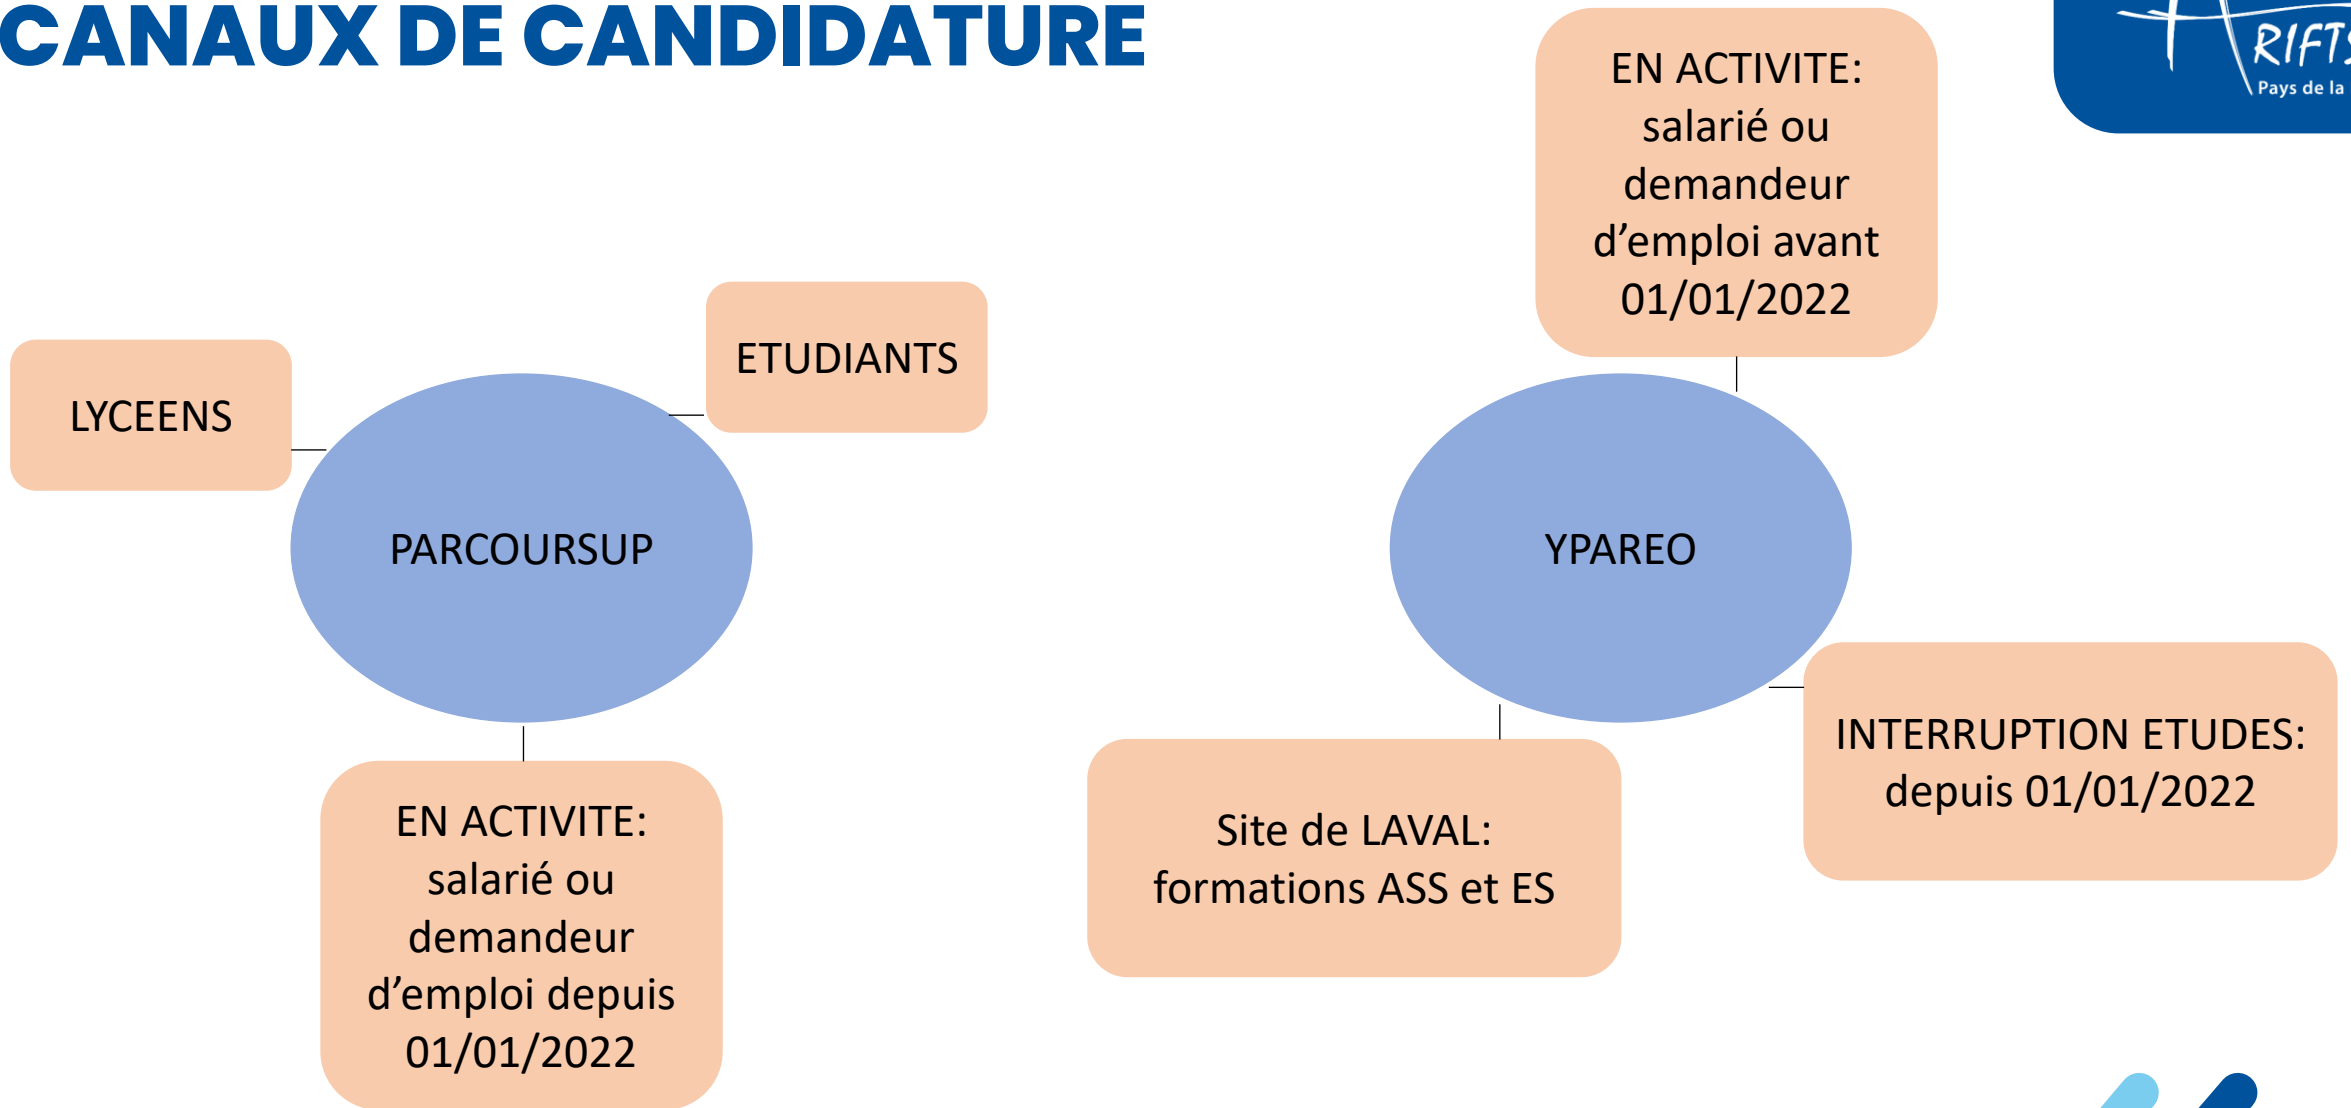 CANAUX DE CANDIDATURE
Pays de la
LYCEENS
ETUDIANTS
PARCOURSUP
EN ACTIVITE:
salarié ou
demandeur
d’emploi depuis
01/01/2022
EN ACTIVITE:
salarié ou
demandeur
d’emploi avant
01/01/2022
YPAREO
INTERRUPTION ETUDES:
depuis 01/01/2022
Site de LAVAL:
formations ASS et ES